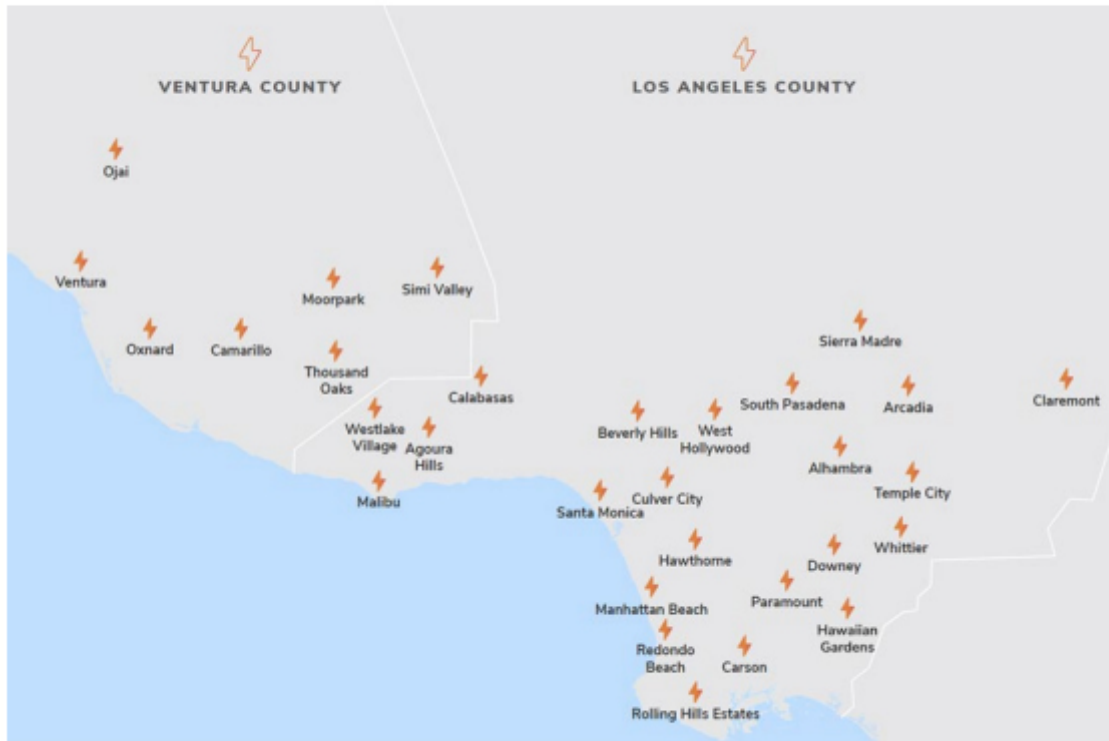 VENTURA COUNTY
LOS ANGELES COUNTY
Ojai
Ventura
Simi Valley
Moorpark
Oxnard
Camarillo
Sierra Madre
Thousand
Oaks
Calabasas
South Pasadena
Arcadia
Claremont
Westlake
Village
Agoura
Hills
Beverly Hills
West
Hollywood
Alhambra
Temple City
Malibu
Santa Monica
Culver City
Whittier
Hawthorne
Downey
Manhattan Beach
Paramount
Hawaiian
Gardens
Redondo
Beach
Carson
Rolling Hills Estates